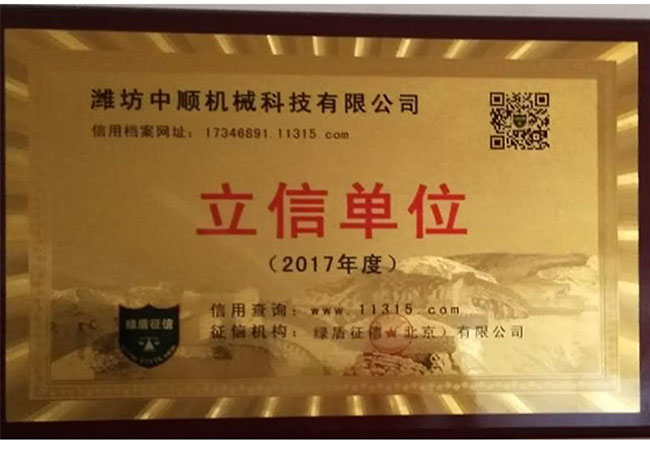 潍坊中顺机械科技有限公司
信用档案网址：17346891.11315.com
立信单位
（2017年度）
信用查询：www.11315.com
征信机构：绿盾征信（北京）有限公司
绿盾征信